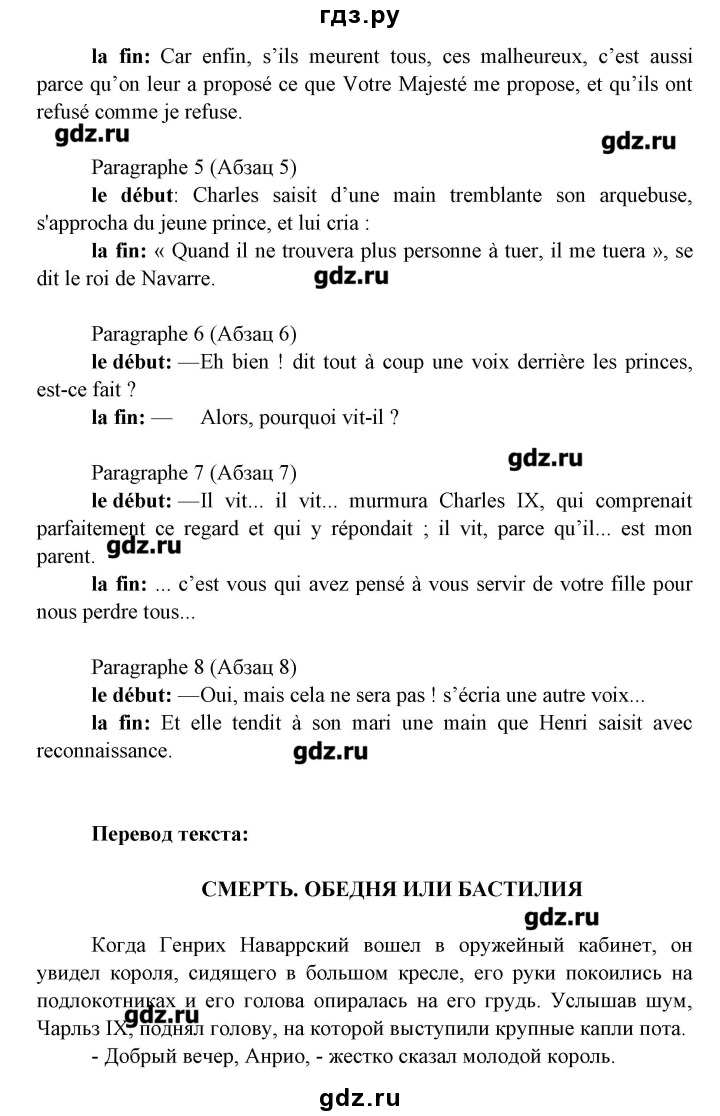 гдз.ру
la fin: Car enfin, s’ils meurent tous, ces malheureux, c’est aussi
parce qu’on leur a proposé ce que Votre Majesté me propose, et qu’ils ont
refusé comme je refuse.
gdz.ru
gdz.ru
Paragraphe 5 (Абзац 5)
le début: Charles saisit d’une main tremblante son arquebuse,
s'approcha du jeune prince, et lui cria :
la fin: « Quand il ne trouvera plus personne à tuer, il me tuera », se
dit le roi de Navarre.
gdz.ru
Paragraphe 6 (Абзац 6)
le début: —Eh bien ! dit tout à coup une voix derrière les princes,
est-ce fait ?
la fin: — Alors, pourquoi vit-il ?
gdz.ru
Paragraphe 7 (Абзац 7)
le début: —Il vit... il vit... murmura Charles IX, qui comprenait
parfaitement ce regard et qui y répondait ; il vit, parce qu’il... est mon
parent.
gdz.ru
la fin: ... c’est vous qui avez pensé à vous servir de votre fille pour
nous perdre tous...
Paragraphe 8 (Абзац 8)
le début: —Oui, mais cela ne sera pas ! s’écria une autre voix...
la fin: Et elle tendit à son mari une main que Henri saisit avec
reconnaissance.
gdz.ru
Перевод текста:
СМЕРТЬ. ОБЕДНЯ ИЛИ БАСТИЛИЯ
gdz.ru
Когда Генрих Наваррский вошел в оружейный кабинет, он
увидел короля, сидящего в большом кресле, его руки покоились на
подлокотниках и его голова опиралась на его грудь. Услышав шум,
Чарльз IX, поднял голову, на которой выступили крупные капли пота.
gdz.ru
- Добрый вечер, Анрио, - жестко сказал молодой король.
gdz.ru